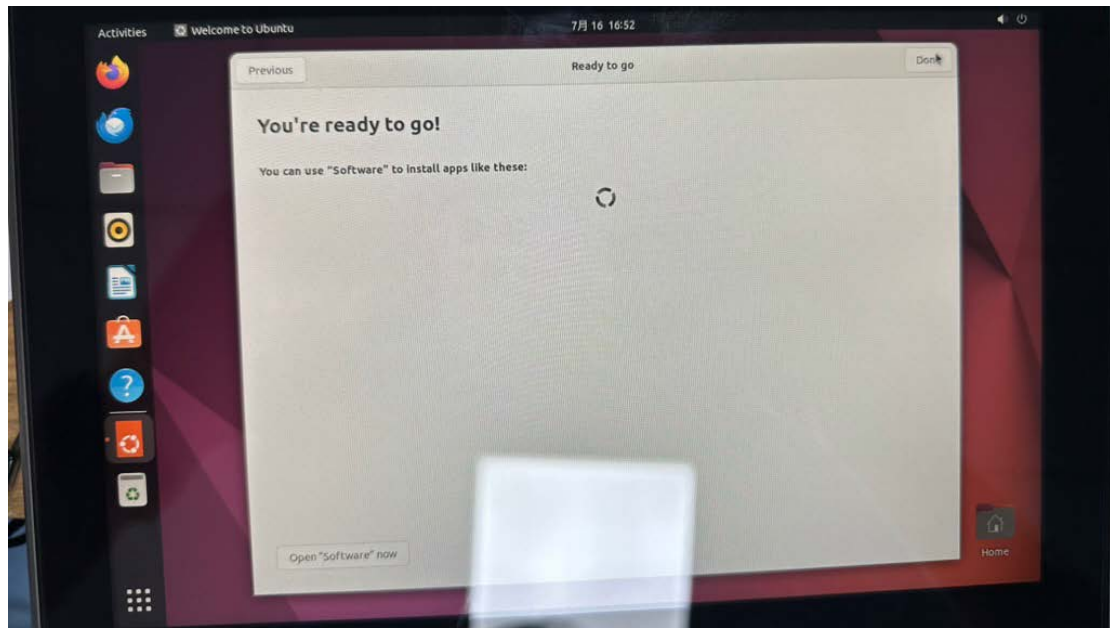 Activities
Welcome to Ubuntu
7月 16 16:52
Previous
Ready to go
Done
You're ready to go!
You can use "Software" to install apps like these:
Open "Software" now
Home